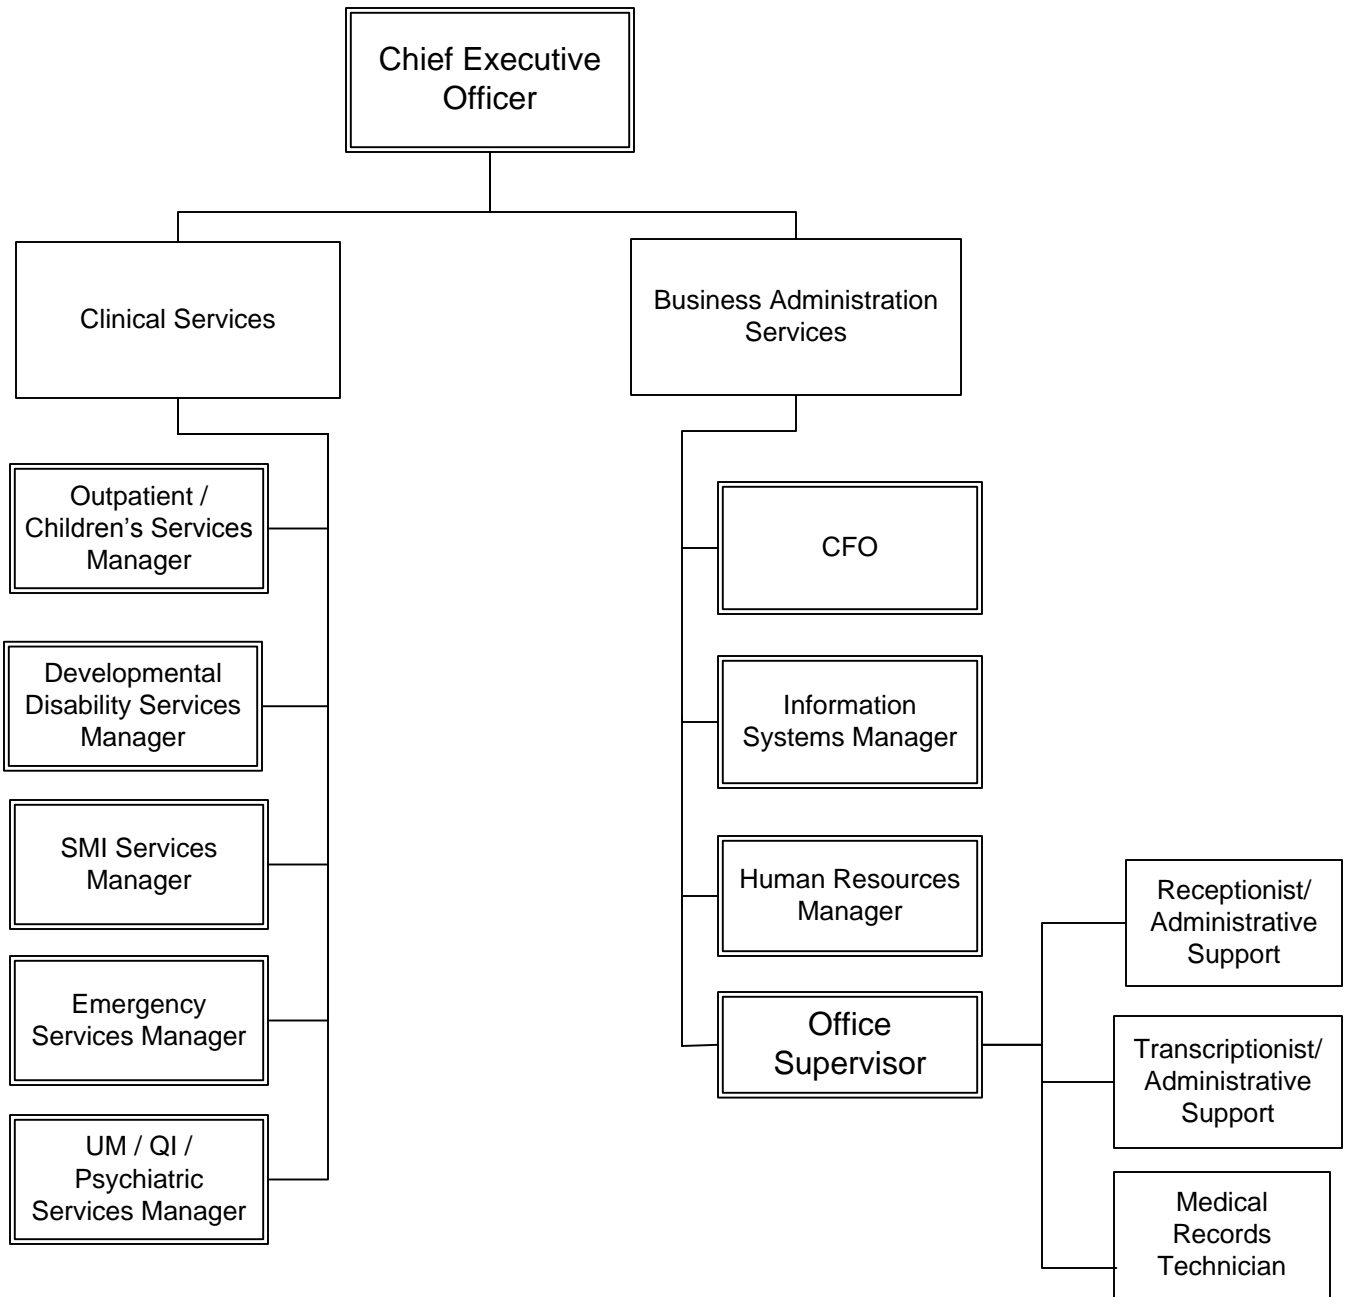 Chief Executive
Officer
Clinical Services
Business Administration
Services
Outpatient /
Children’s Services
Manager
Developmental
Disability Services
Manager
SMI Services
Manager
Emergency
Services Manager
UM / QI /
Psychiatric
Services Manager
CFO
Information
Systems Manager
Human Resources
Manager
Office
Supervisor
Receptionist/
Administrative
Support
Transcriptionist/
Administrative
Support
Medical
Records
Technician